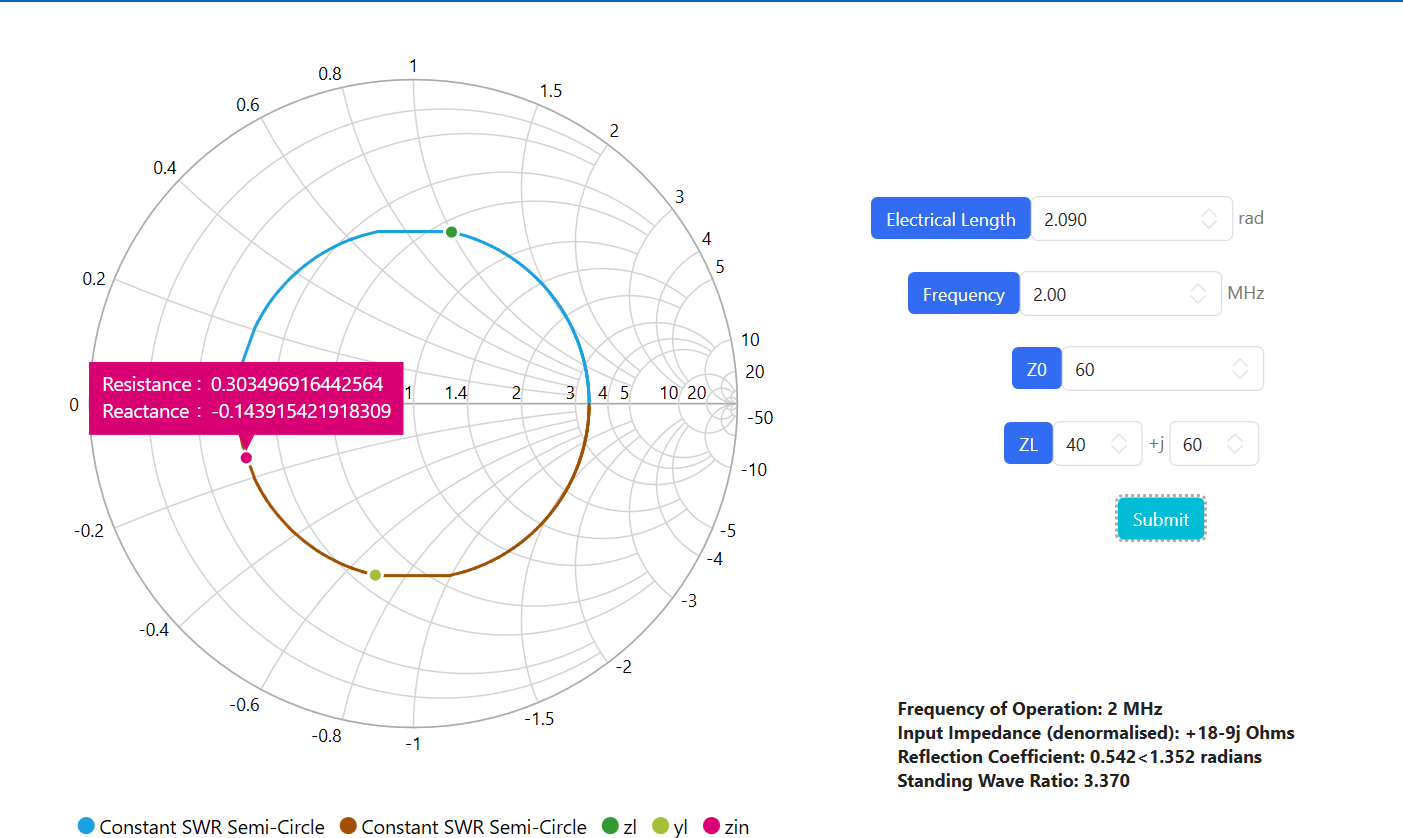 1
0.8
1.5
0.6
2
0.4
3
4
5
0.2
10
20
0 1 1.4 2 3 4 5 10 20
-50
-10
-0.2
-5
-4
-0.4
-3
-2
-0.6
-1.5
-0.8
-1
Resistance : 0.303496916442564
Reactance : -0.143915421918309
Constant SWR Semi-Circle Constant SWR Semi-Circle zl yl zin
Electrical Length 2.090 rad
Frequency 2.00 MHz
Z0 60
ZL 40 +j 60
Submit
Frequency of Operation: 2 MHz
Input Impedance (denormalised): +18-9j Ohms
Reflection Coefficient: 0.542<1.352 radians
Standing Wave Ratio: 3.370